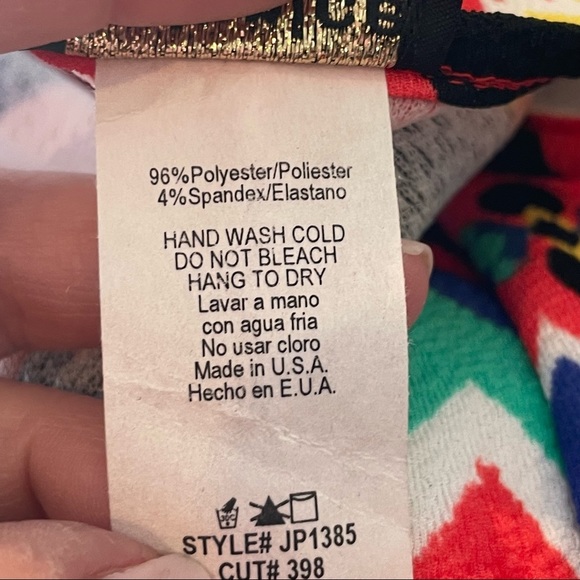 96%Polyester/Poliester
4%Spandex/Elastano
HAND WASH COLD
DO NOT BLEACH
HANG TO DRY
Lavar a mano
con agua fria
No usar cloro
Made in U.S.A.
Hecho en E.U.A.
STYLE# JP1385
CUT# 398